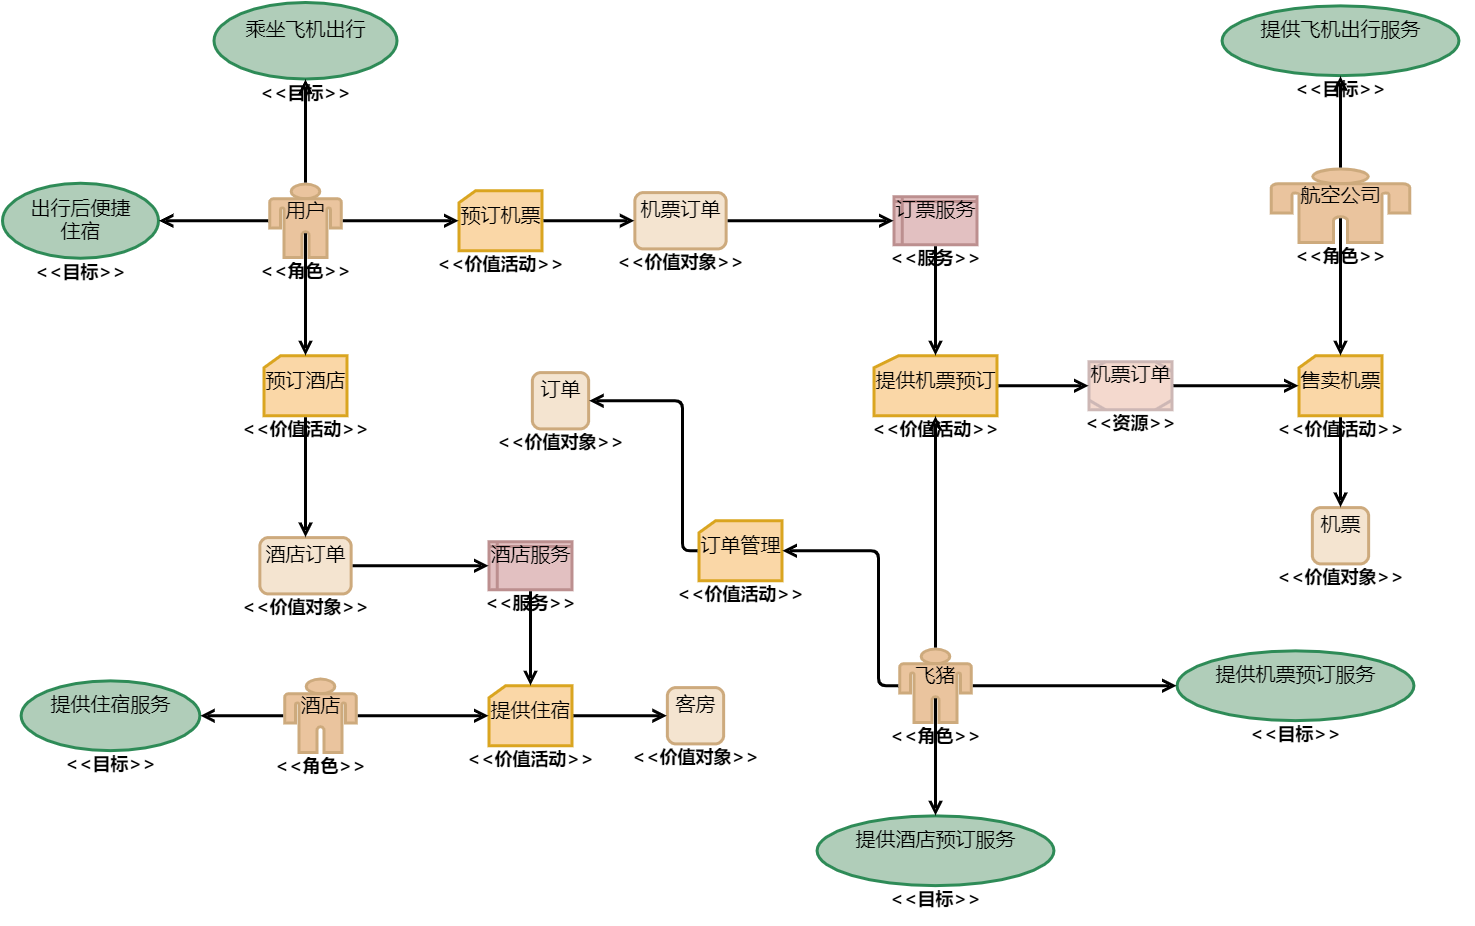 乘坐飞机出行
<<目标>>
提供飞机出行服务
<<目标>>
出行后便捷
住宿
<<目标>>
用户
<<角色>>
预订机票
<<价值活动>>
机票订单
<<价值对象>>
订票服务
<<服务>>
航空公司
<<角色>>
预订酒店
<<价值活动>>
订单
<<价值对象>>
提供机票预订
<<价值活动>>
机票订单
<<资源>>
售卖机票
<<价值活动>>
机票
<<价值对象>>
酒店订单
<<价值对象>>
酒店服务
<<服务>>
订单管理
<<价值活动>>
提供住宿服务
<<目标>>
酒店
<<角色>>
提供住宿
<<价值活动>>
客房
<<价值对象>>
飞猪
<<角色>>
提供机票预订服务
<<目标>>
提供酒店预订服务
<<目标>>